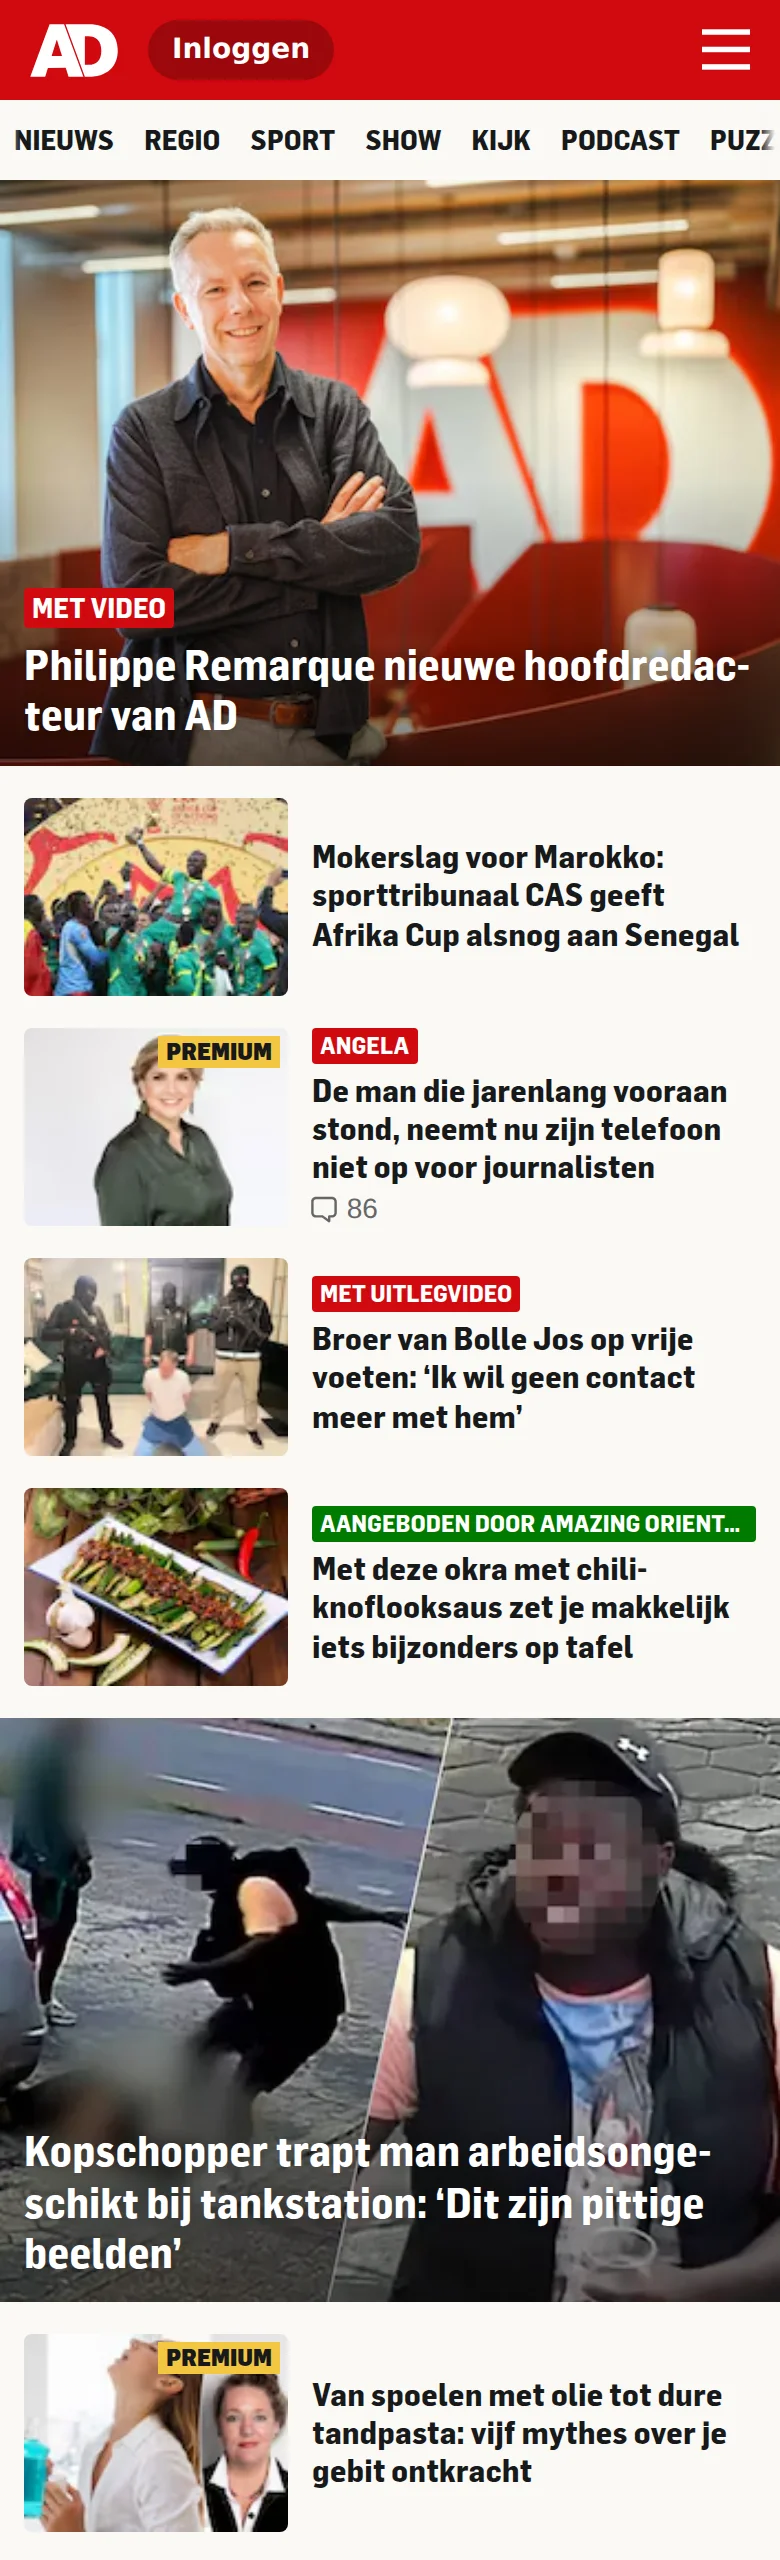 AD
Inloggen
NIEUWS REGIO SPORT SHOW KIJK PODCAST PUZZ
AD
MET VIDEO
Philippe Remarque nieuwe hoofdredac-
teur van AD
Mokerslag voor Marokko:
sporttribunaal CAS geeft
Afrika Cup alsnog aan Senegal
PREMIUM
ANGELA
De man die jarenlang vooraan
stond, neemt nu zijn telefoon
niet op voor journalisten
86
MET UITLEGVIDEO
Broer van Bolle Jos op vrije
voeten: ‘Ik wil geen contact
meer met hem’
AANGEBODEN DOOR AMAZING ORIENT...
Met deze okra met chili-
knoflooksaus zet je makkelijk
iets bijzonders op tafel
Kopschopper trapt man arbeidsonge-
schikt bij tankstation: ‘Dit zijn pittige
beelden’
PREMIUM
Van spoelen met olie tot dure
tandpasta: vijf mythes over je
gebit ontkracht